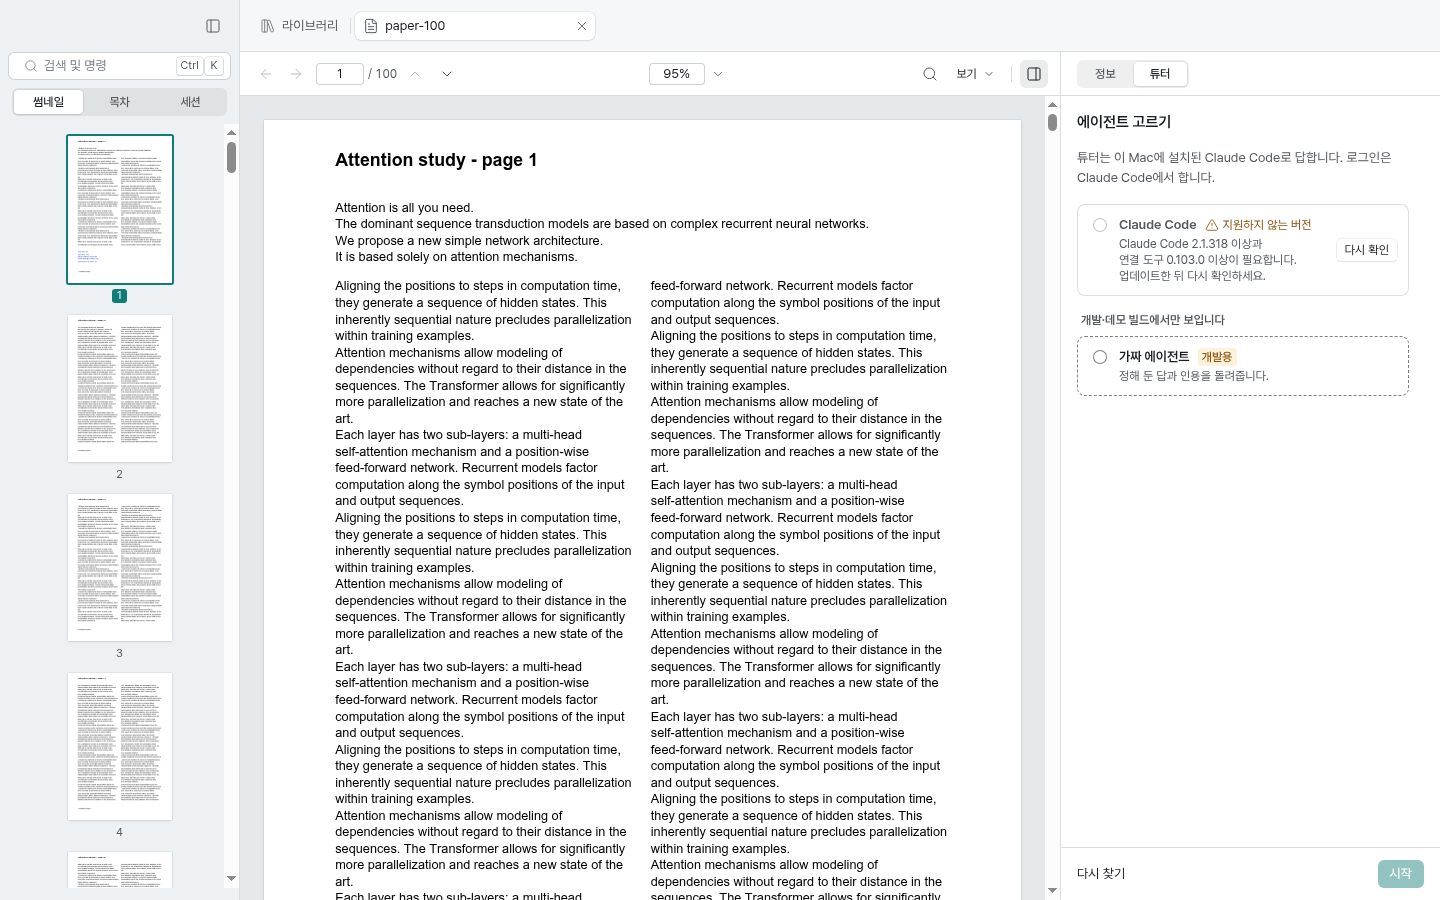 라이브러리
paper-100
검색 및 명령
Ctrl K
썸네일
목차
세션
1
2
3
4
1 / 100
95%
보기
Attention study - page 1
Attention is all you need.
The dominant sequence transduction models are based on complex recurrent neural networks.
We propose a new simple network architecture.
It is based solely on attention mechanisms.
Aligning the positions to steps in computation time,
they generate a sequence of hidden states. This
inherently sequential nature precludes parallelization
within training examples.
Attention mechanisms allow modeling of
dependencies without regard to their distance in the
sequences. The Transformer allows for significantly
more parallelization and reaches a new state of the
art.
Each layer has two sub-layers: a multi-head
self-attention mechanism and a position-wise
feed-forward network. Recurrent models factor
computation along the symbol positions of the input
and output sequences.
Aligning the positions to steps in computation time,
they generate a sequence of hidden states. This
inherently sequential nature precludes parallelization
within training examples.
Attention mechanisms allow modeling of
dependencies without regard to their distance in the
sequences. The Transformer allows for significantly
more parallelization and reaches a new state of the
art.
Each layer has two sub-layers: a multi-head
self-attention mechanism and a position-wise
feed-forward network. Recurrent models factor
computation along the symbol positions of the input
and output sequences.
Aligning the positions to steps in computation time,
they generate a sequence of hidden states. This
inherently sequential nature precludes parallelization
within training examples.
Attention mechanisms allow modeling of
dependencies without regard to their distance in the
sequences. The Transformer allows for significantly
more parallelization and reaches a new state of the
art.
Each layer has two sub-layers: a multi-head
feed-forward network. Recurrent models factor
computation along the symbol positions of the input
and output sequences.
Aligning the positions to steps in computation time,
they generate a sequence of hidden states. This
inherently sequential nature precludes parallelization
within training examples.
Attention mechanisms allow modeling of
dependencies without regard to their distance in the
sequences. The Transformer allows for significantly
more parallelization and reaches a new state of the
art.
Each layer has two sub-layers: a multi-head
self-attention mechanism and a position-wise
feed-forward network. Recurrent models factor
computation along the symbol positions of the input
and output sequences.
Aligning the positions to steps in computation time,
they generate a sequence of hidden states. This
inherently sequential nature precludes parallelization
within training examples.
Attention mechanisms allow modeling of
dependencies without regard to their distance in the
sequences. The Transformer allows for significantly
more parallelization and reaches a new state of the
art.
Each layer has two sub-layers: a multi-head
self-attention mechanism and a position-wise
feed-forward network. Recurrent models factor
computation along the symbol positions of the input
and output sequences.
Aligning the positions to steps in computation time,
they generate a sequence of hidden states. This
inherently sequential nature precludes parallelization
within training examples.
Attention mechanisms allow modeling of
dependencies without regard to their distance in the
sequences. The Transformer allows for significantly
정보
튜터
에이전트 고르기
튜터는 이 Mac에 설치된 Claude Code로 답합니다. 로그인은
Claude Code에서 합니다.
Claude Code 지원하지 않는 버전
Claude Code 2.1.318 이상과
연결 도구 0.103.0 이상이 필요합니다.
업데이트한 뒤 다시 확인하세요.
다시 확인
개발·데모 빌드에서만 보입니다
가짜 에이전트 개발용
정해 둔 답과 인용을 돌려줍니다.
다시 찾기
시작